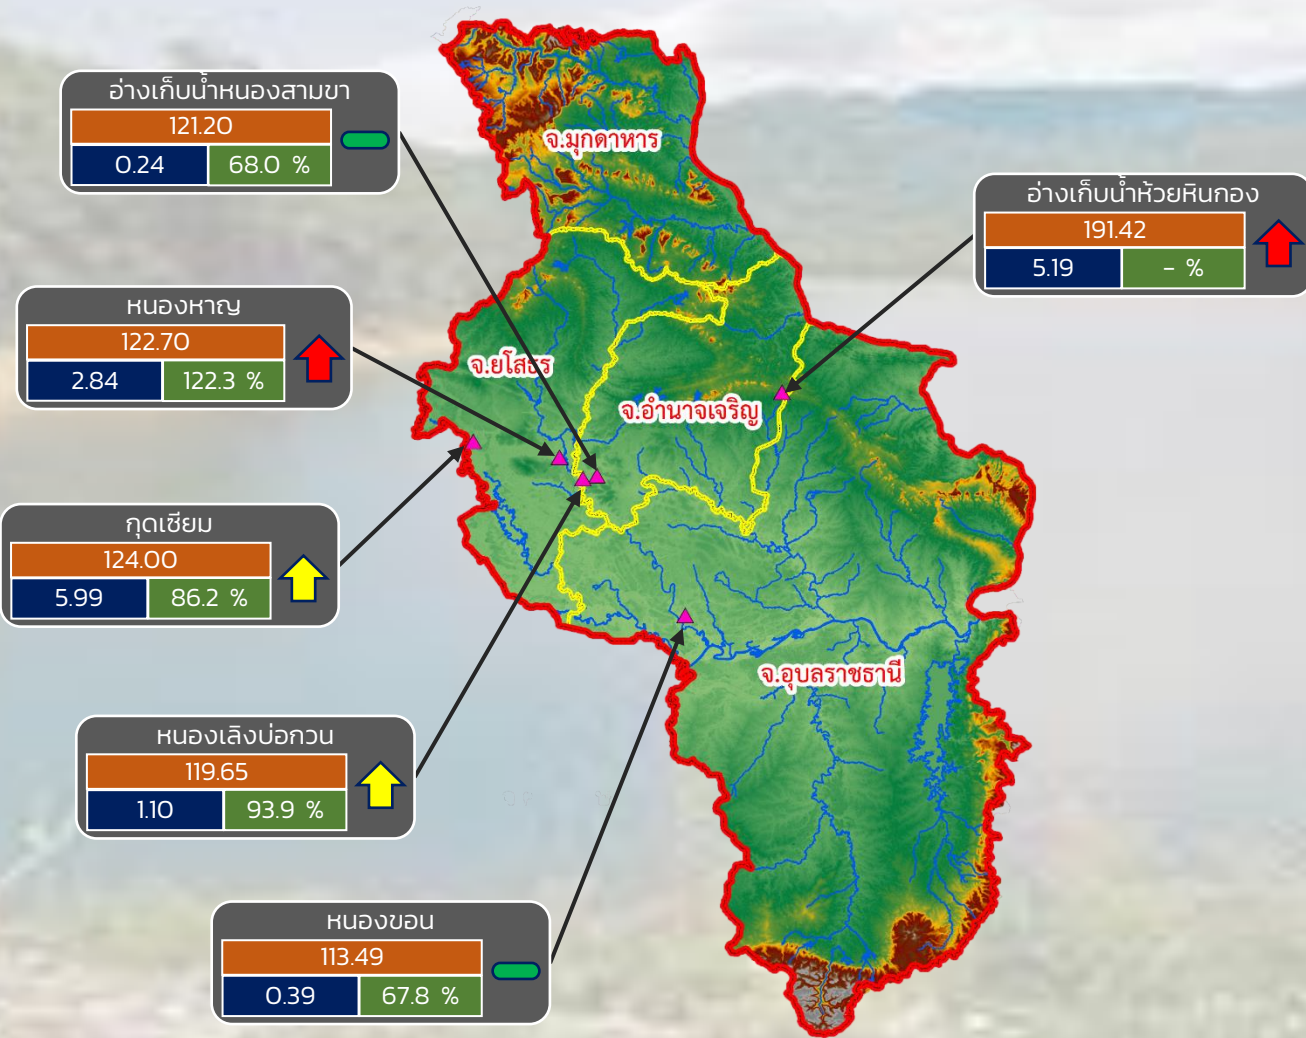 อ่างเก็บน้ำหนองสามขา
121.20
0.24 68.0 %
จ.มุกดาหาร
อ่างเก็บน้ำห้วยหินกอง
191.42
5.19 - %
หนองหาญ
122.70
2.84 122.3 %
จ.ยโสธร
จ.อำนาจเจริญ
กุดเซียม
124.00
5.99 86.2 %
จ.อุบลราชธานี
หนองเลิงบ่อกวน
119.65
1.10 93.9 %
หนองขอน
113.49
0.39 67.8 %